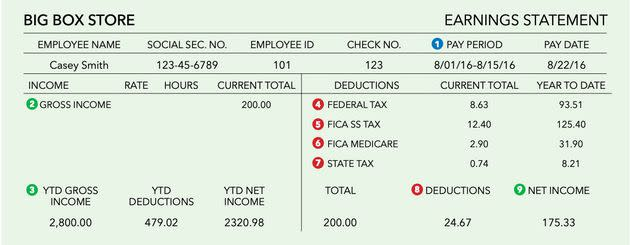 BIG BOX STORE EARNINGS STATEMENT
EMPLOYEE NAME SOCIAL SEC. NO. EMPLOYEE ID CHECK NO. 1 PAY PERIOD PAY DATE
Casey Smith 123-45-6789 101 123 8/01/16-8/15/16 8/22/16
INCOME RATE HOURS CURRENT TOTAL DEDUCTIONS CURRENT TOTAL YEAR TO DATE
2 GROSS INCOME 200.00 4 FEDERAL TAX 8.63 93.51
5 FICA SS TAX 12.40 125.40
6 FICA MEDICARE 2.90 31.90
7 STATE TAX 0.74 8.21
3 YTD GROSS YTD YTD NET TOTAL 8 DEDUCTIONS 9 NET INCOME
INCOME DEDUCTIONS INCOME
2,800.00 479.02 2320.98 200.00 24.67 175.33